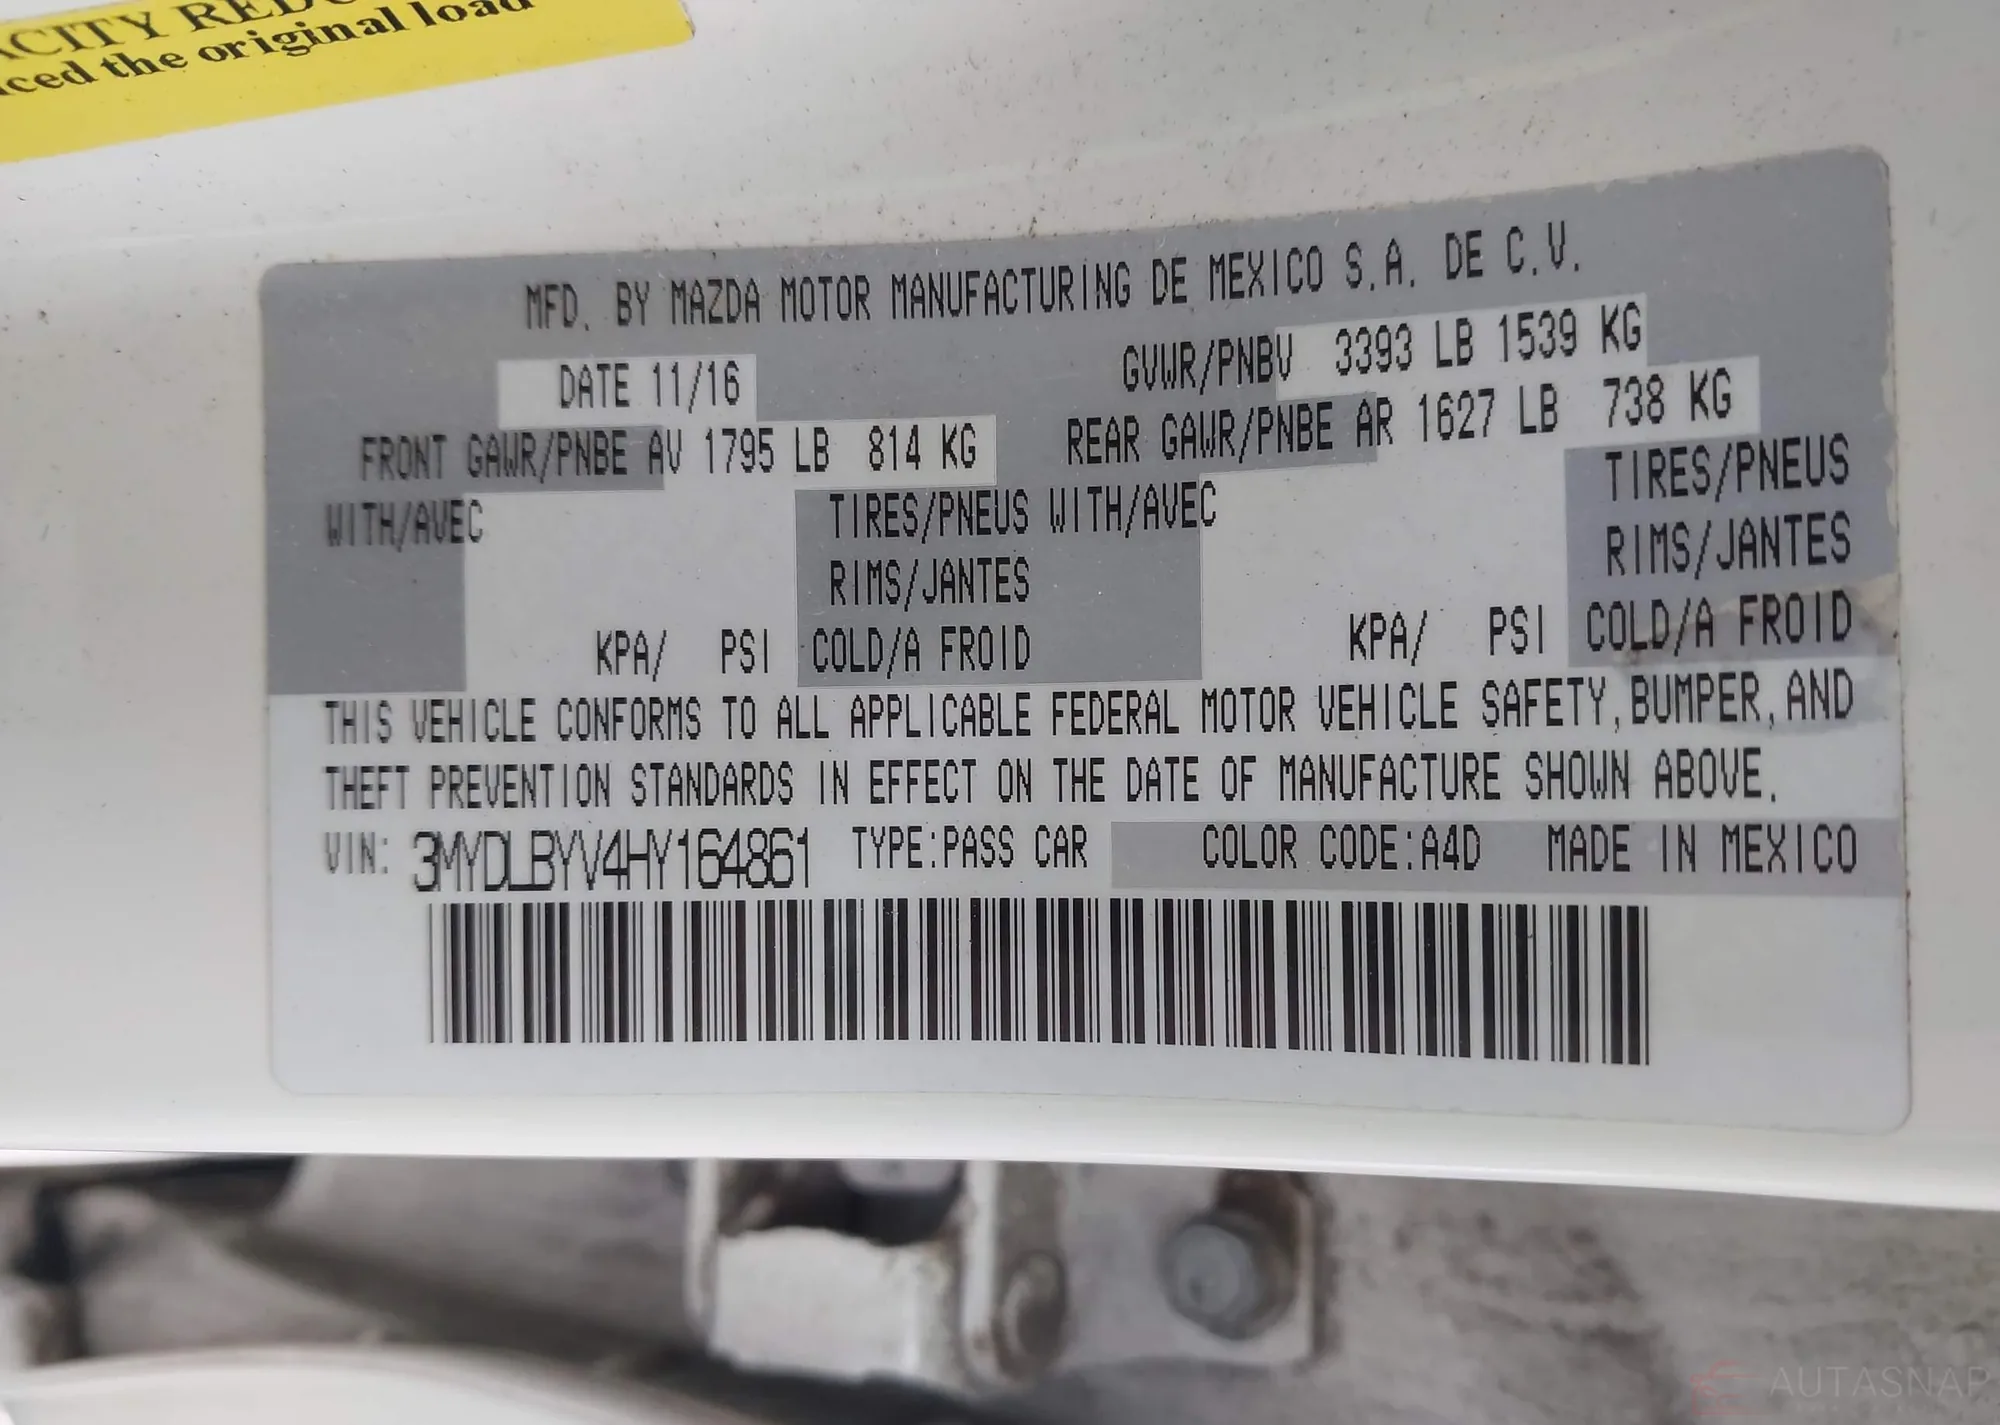 ACITY RED
ced the original load
MFD. BY MAZDA MOTOR MANUFACTURING DE MEXICO S.A. DE C.V.
DATE 11/16 GVWR/PNBV 3393 LB 1539 KG
FRONT GAWR/PNBE AV 1795 LB 814 KG REAR GAWR/PNBE AR 1627 LB 738 KG
WITH/AVEC TIRES/PNEUS WITH/AVEC TIRES/PNEUS
RIMS/JANTES RIMS/JANTES
KPA/ PSI COLD/A FROID KPA/ PSI COLD/A FROID
THIS VEHICLE CONFORMS TO ALL APPLICABLE FEDERAL MOTOR VEHICLE SAFETY, BUMPER, AND
THEFT PREVENTION STANDARDS IN EFFECT ON THE DATE OF MANUFACTURE SHOWN ABOVE.
VIN: 3MYDLBYV4HY164861 TYPE:PASS CAR COLOR CODE:A4D MADE IN MEXICO
AUTASNAP